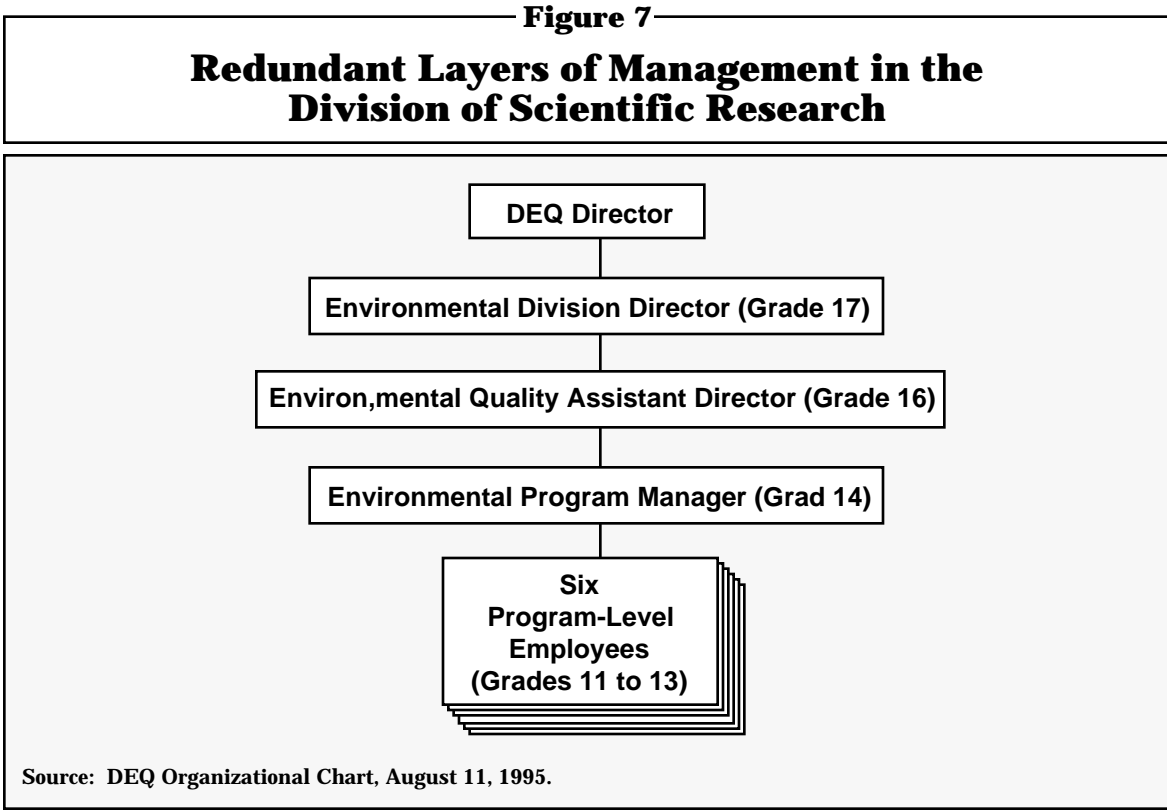 Figure 7
Redundant Layers of Management in the
Division of Scientific Research
DEQ Director
Environmental Division Director (Grade 17)
Environ,mental Quality Assistant Director (Grade 16)
Environmental Program Manager (Grad 14)
Six
Program-Level
Employees
(Grades 11 to 13)
Source: DEQ Organizational Chart, August 11, 1995.